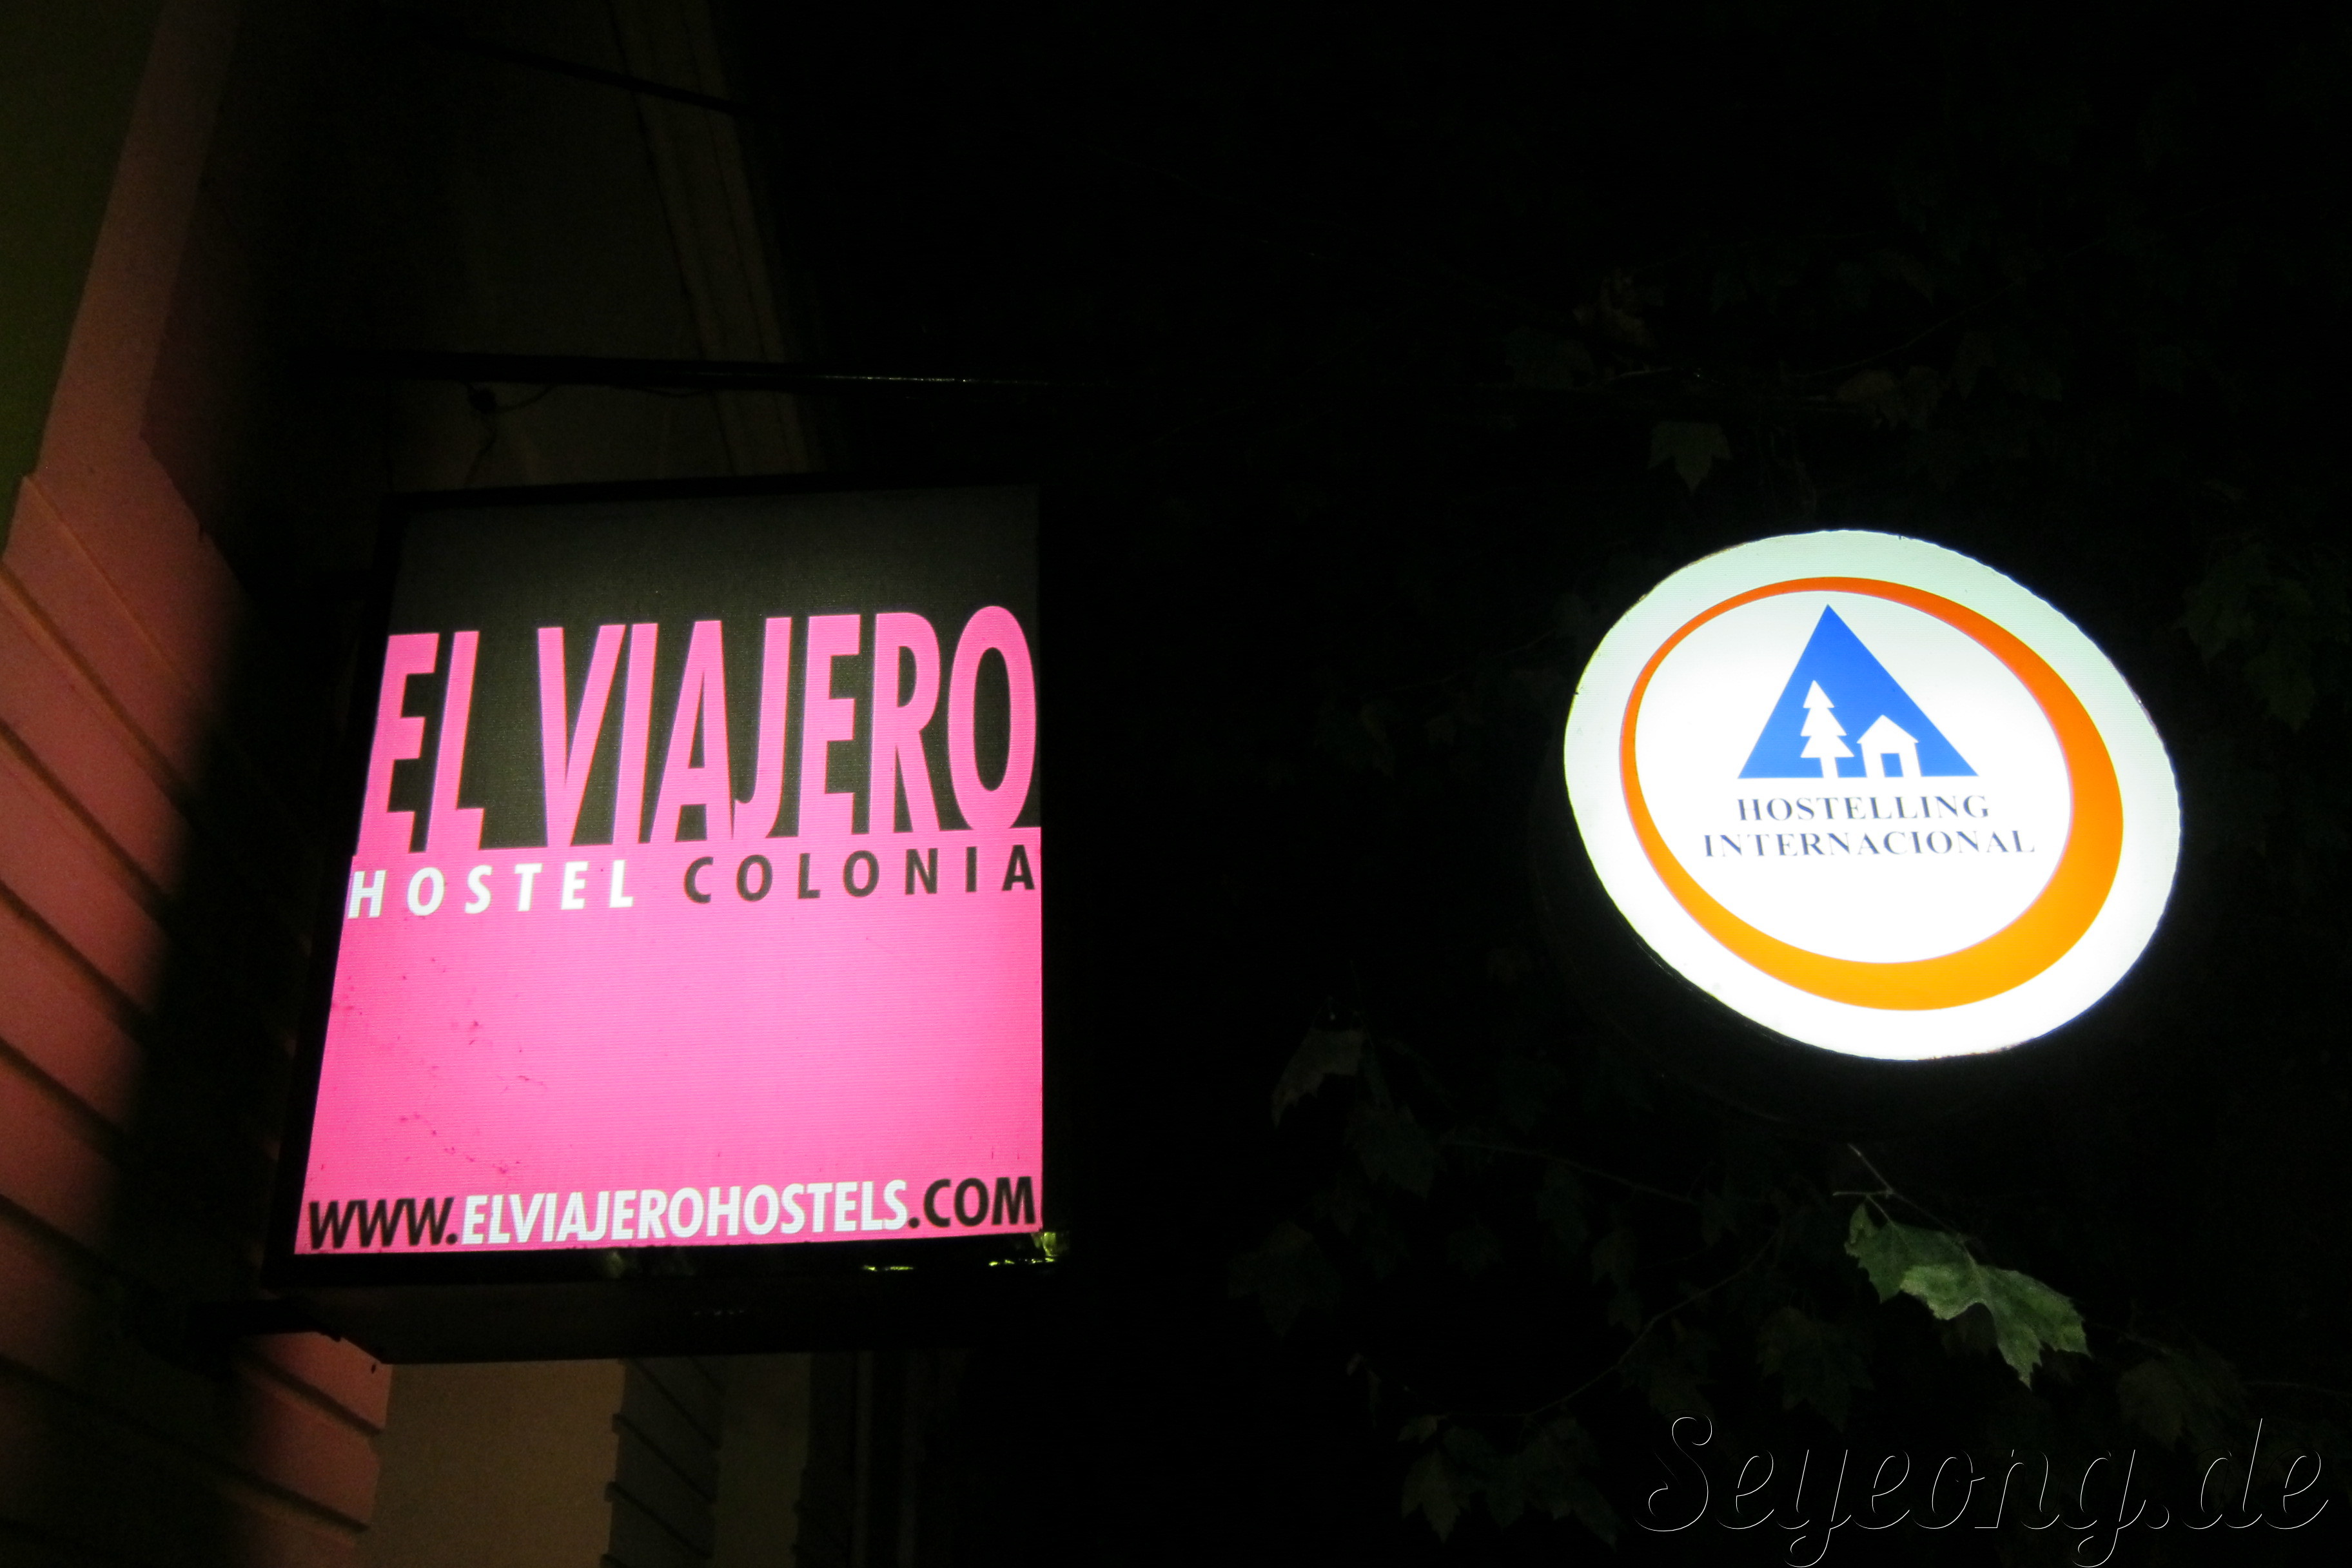 EL VIAJERO
HOSTEL COLONIA
WWW.ELVIAJEROHOSTELS.COM
HOSTELLING
INTERNACIONAL
Seyeong.de